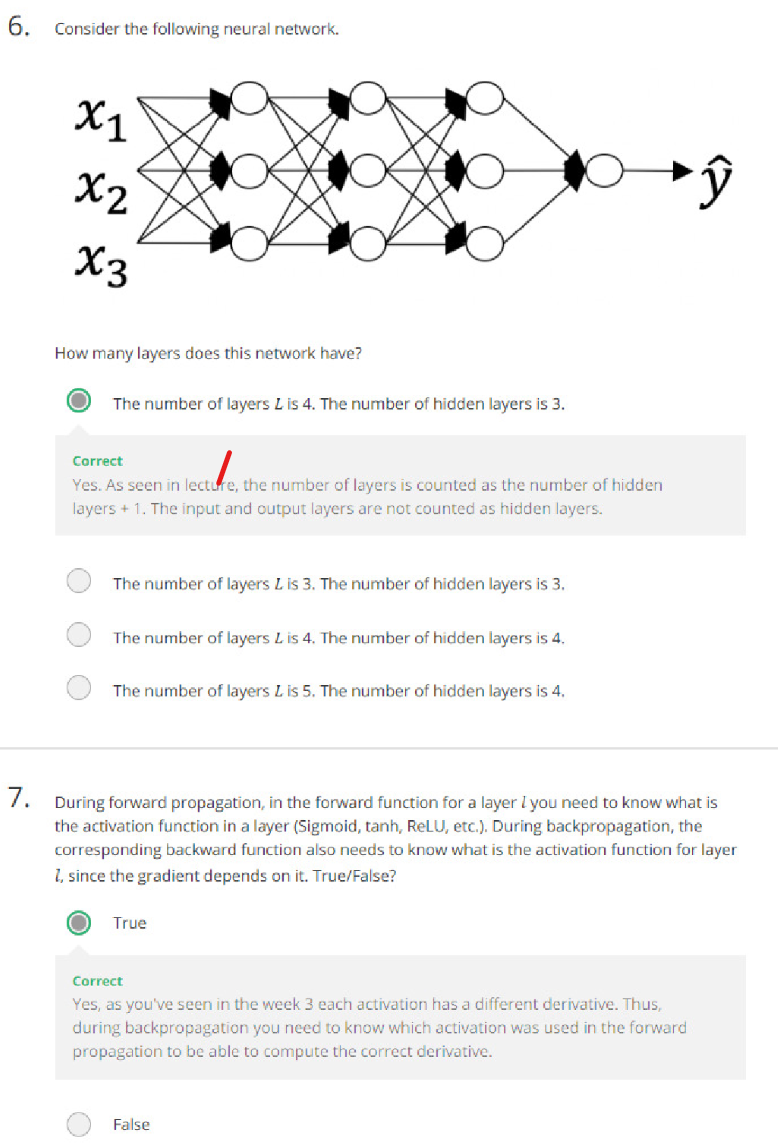 6. Consider the following neural network.
x₁
x₂
x₃
ŷ
How many layers does this network have?
The number of layers L is 4. The number of hidden layers is 3.
Correct
Yes. As seen in lecture, the number of layers is counted as the number of hidden
layers + 1. The input and output layers are not counted as hidden layers.
The number of layers L is 3. The number of hidden layers is 3.
The number of layers L is 4. The number of hidden layers is 4.
The number of layers L is 5. The number of hidden layers is 4.
7. During forward propagation, in the forward function for a layer l you need to know what is
the activation function in a layer (Sigmoid, tanh, ReLU, etc.). During backpropagation, the
corresponding backward function also needs to know what is the activation function for layer
l, since the gradient depends on it. True/False?
True
Correct
Yes, as you've seen in the week 3 each activation has a different derivative. Thus,
during backpropagation you need to know which activation was used in the forward
propagation to be able to compute the correct derivative.
False